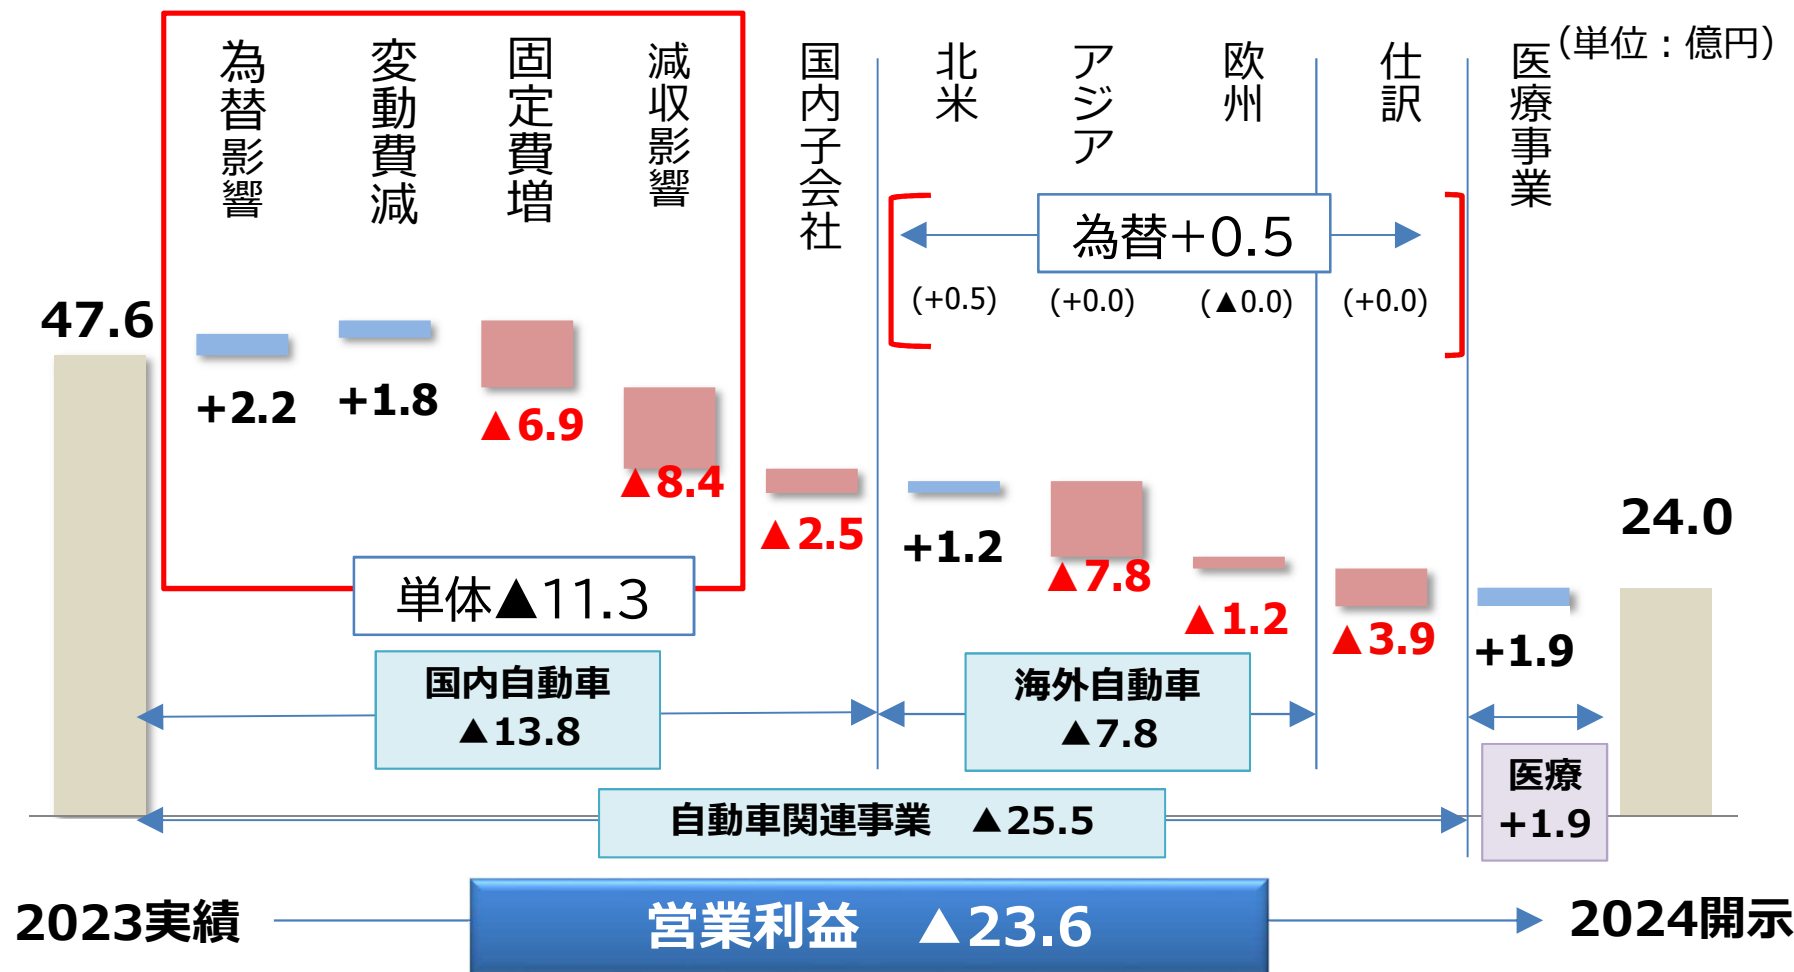 (単位：億円)
為替影響
変動費減
固定費増
減収影響
国内子会社
北米
アジア
欧州
仕訳
医療事業
為替+0.5
(+0.5)
(+0.0)
(▲0.0)
(+0.0)
47.6
+2.2
+1.8
▲6.9
▲8.4
▲2.5
+1.2
▲7.8
▲1.2
▲3.9
+1.9
24.0
単体▲11.3
国内自動車
▲13.8
海外自動車
▲7.8
医療
+1.9
自動車関連事業 ▲25.5
2023実績
営業利益 ▲23.6
2024開示